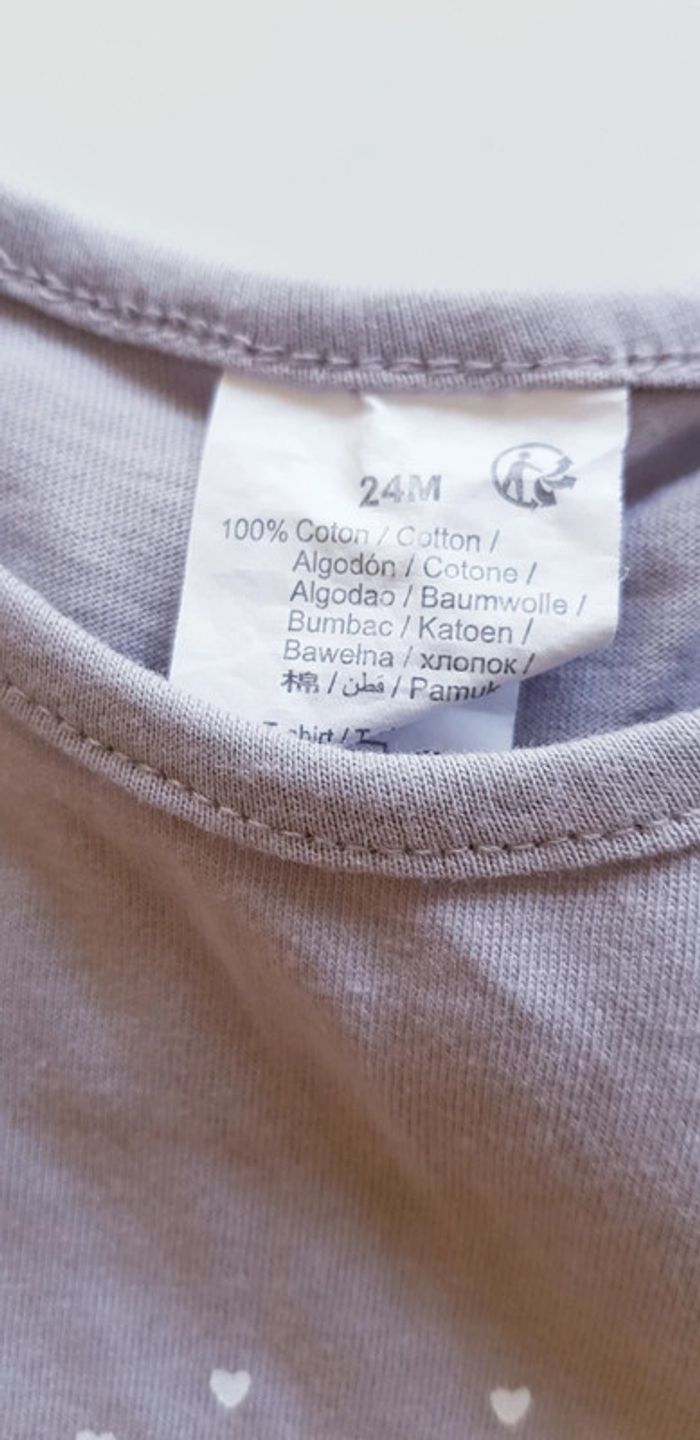 24M
100% Coton / Cotton /
Algodón / Cotone /
Algodao / Baumwolle /
Bumbac / Katoen /
Bawełna / хлопок /
棉 / قطن / Pamuk